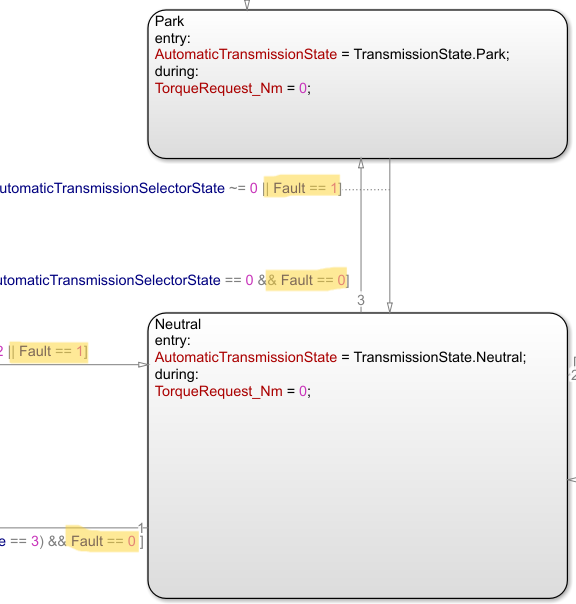 Park
entry:
AutomaticTransmissionState = TransmissionState.Park;
during:
TorqueRequest_Nm = 0;
utomaticTransmissionSelectorState ~= 0 || Fault == 1]
utomaticTransmissionSelectorState == 0 && Fault == 0]
3
Neutral
entry:
AutomaticTransmissionState = TransmissionState.Neutral;
during:
TorqueRequest_Nm = 0;
2 || Fault == 1]
2
1
e == 3) && Fault == 0 ]